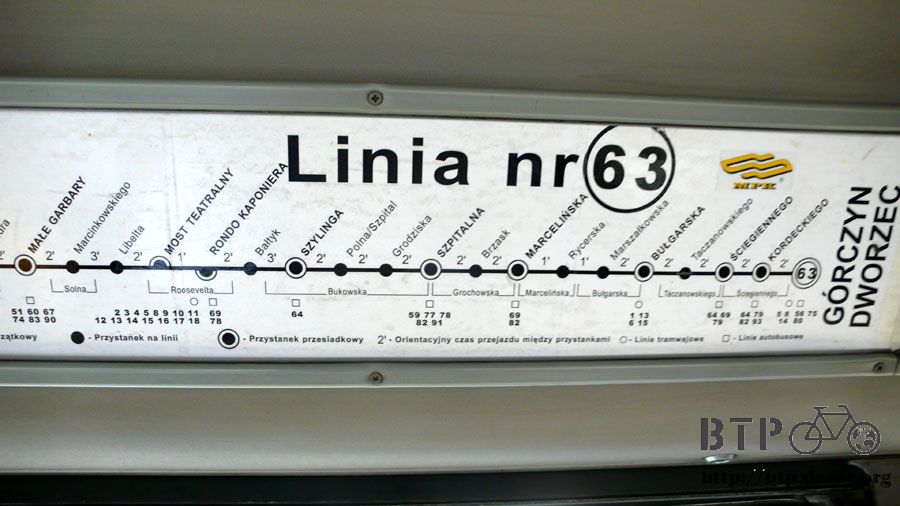 Linia nr 63
MPK
GÓRCZYN
DWORZEC
MAŁE GARBARY
Marcinkowskiego
Libelta
MOST TEATRALNY
RONDO KAPONIERA
Bałtyk
SZYLINGA
Polna/Szpital
Grodziska
SZPITALNA
Brzask
MARCELIŃSKA
Rycerska
Marszałkowska
BUŁGARSKA
Taczanowskiego
ŚCIEGIENNEGO
KORDECKIEGO
2' 2' 3' 2' 1' 2' 3' 2' 2' 2' 2' 2' 1' 1' 2' 2' 2' 2' 2' 63
Solna Roosevelta Bukowska Grochowska Marcelińska Bułgarska Taczanowskiego Ściegiennego
51 60 67 2 3 4 5 8 9 10 11 69 64 59 77 78 69 1 13 64 69 64 79 5 8 56 75
74 83 90 12 13 14 15 16 17 18 78 82 91 82 6 15 79 82 93 14 80
zątkowy - Przystanek na linii - Przystanek przesiadkowy 2' - Orientacyjny czas przejazdu między przystankami - Linie tramwajowe - Linie autobusowe
BTP